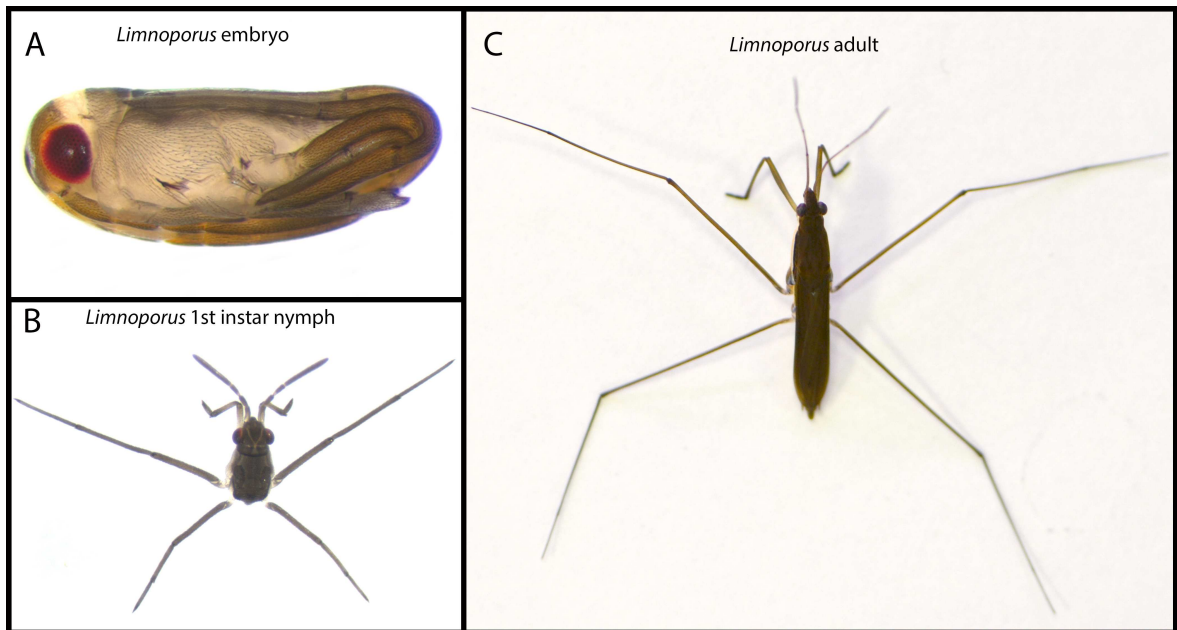 A
Limnoporus embryo
B
Limnoporus 1st instar nymph
C
Limnoporus adult